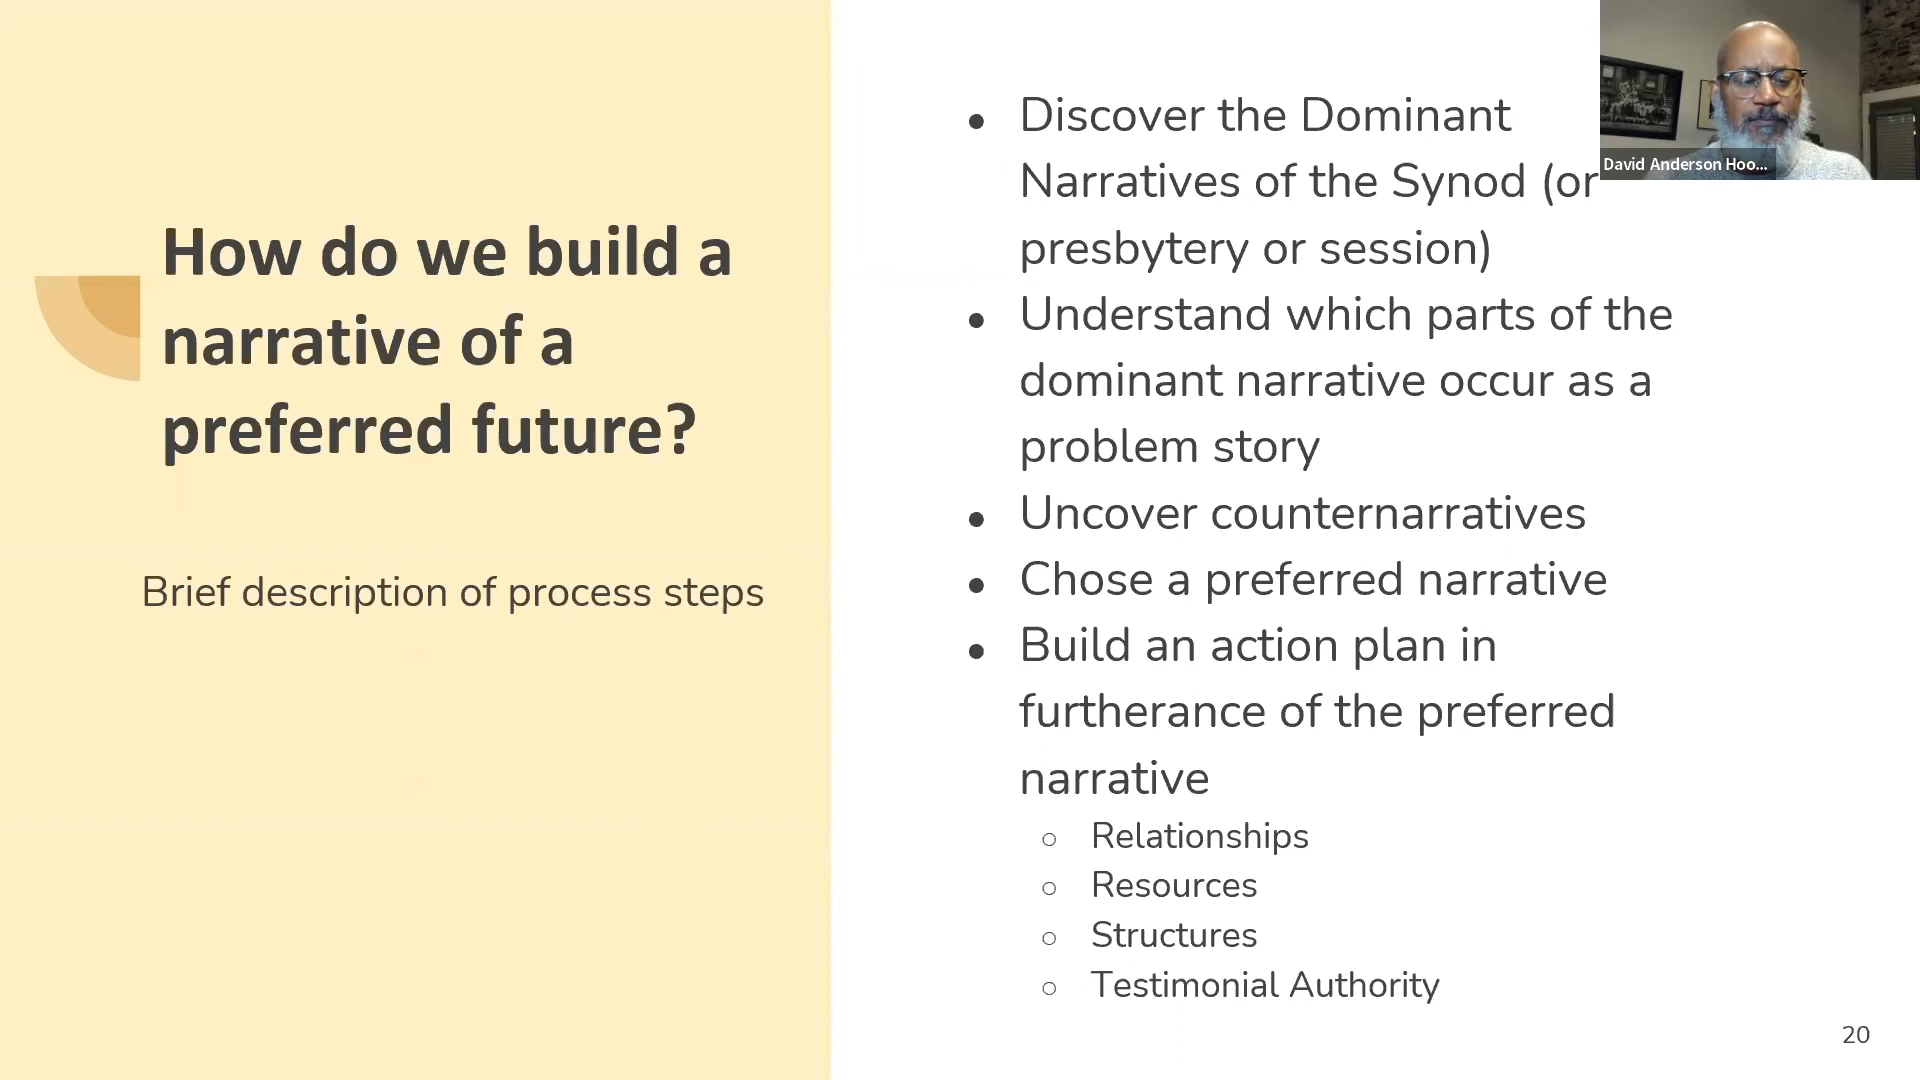 How do we build a
narrative of a
preferred future?
Brief description of process steps
● Discover the Dominant
Narratives of the Synod (or
presbytery or session)
● Understand which parts of the
dominant narrative occur as a
problem story
● Uncover counternarratives
● Chose a preferred narrative
● Build an action plan in
furtherance of the preferred
narrative
○ Relationships
○ Resources
○ Structures
○ Testimonial Authority
David Anderson Hoo...
20